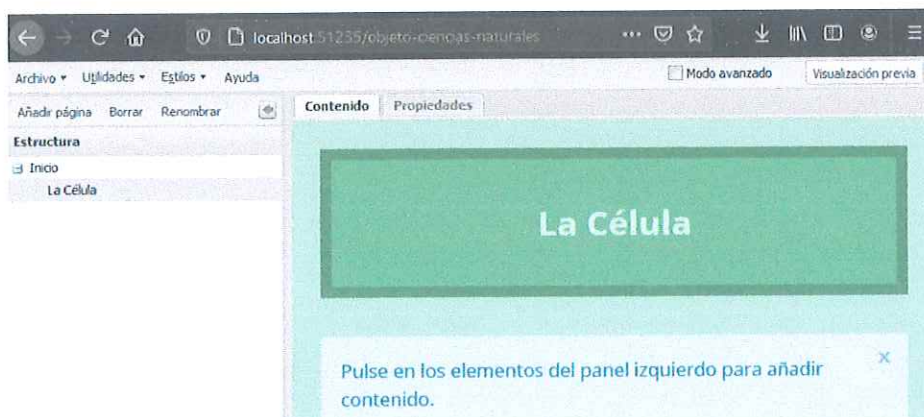 localhost:51235/objeto-ciencias-naturales
Archivo Utilidades Estilos Ayuda
Modo avanzado
Visualización previa
Añadir página Borrar Renombrar
Contenido Propiedades
Estructura
Inicio
La Célula
La Célula
Pulse en los elementos del panel izquierdo para añadir
contenido.